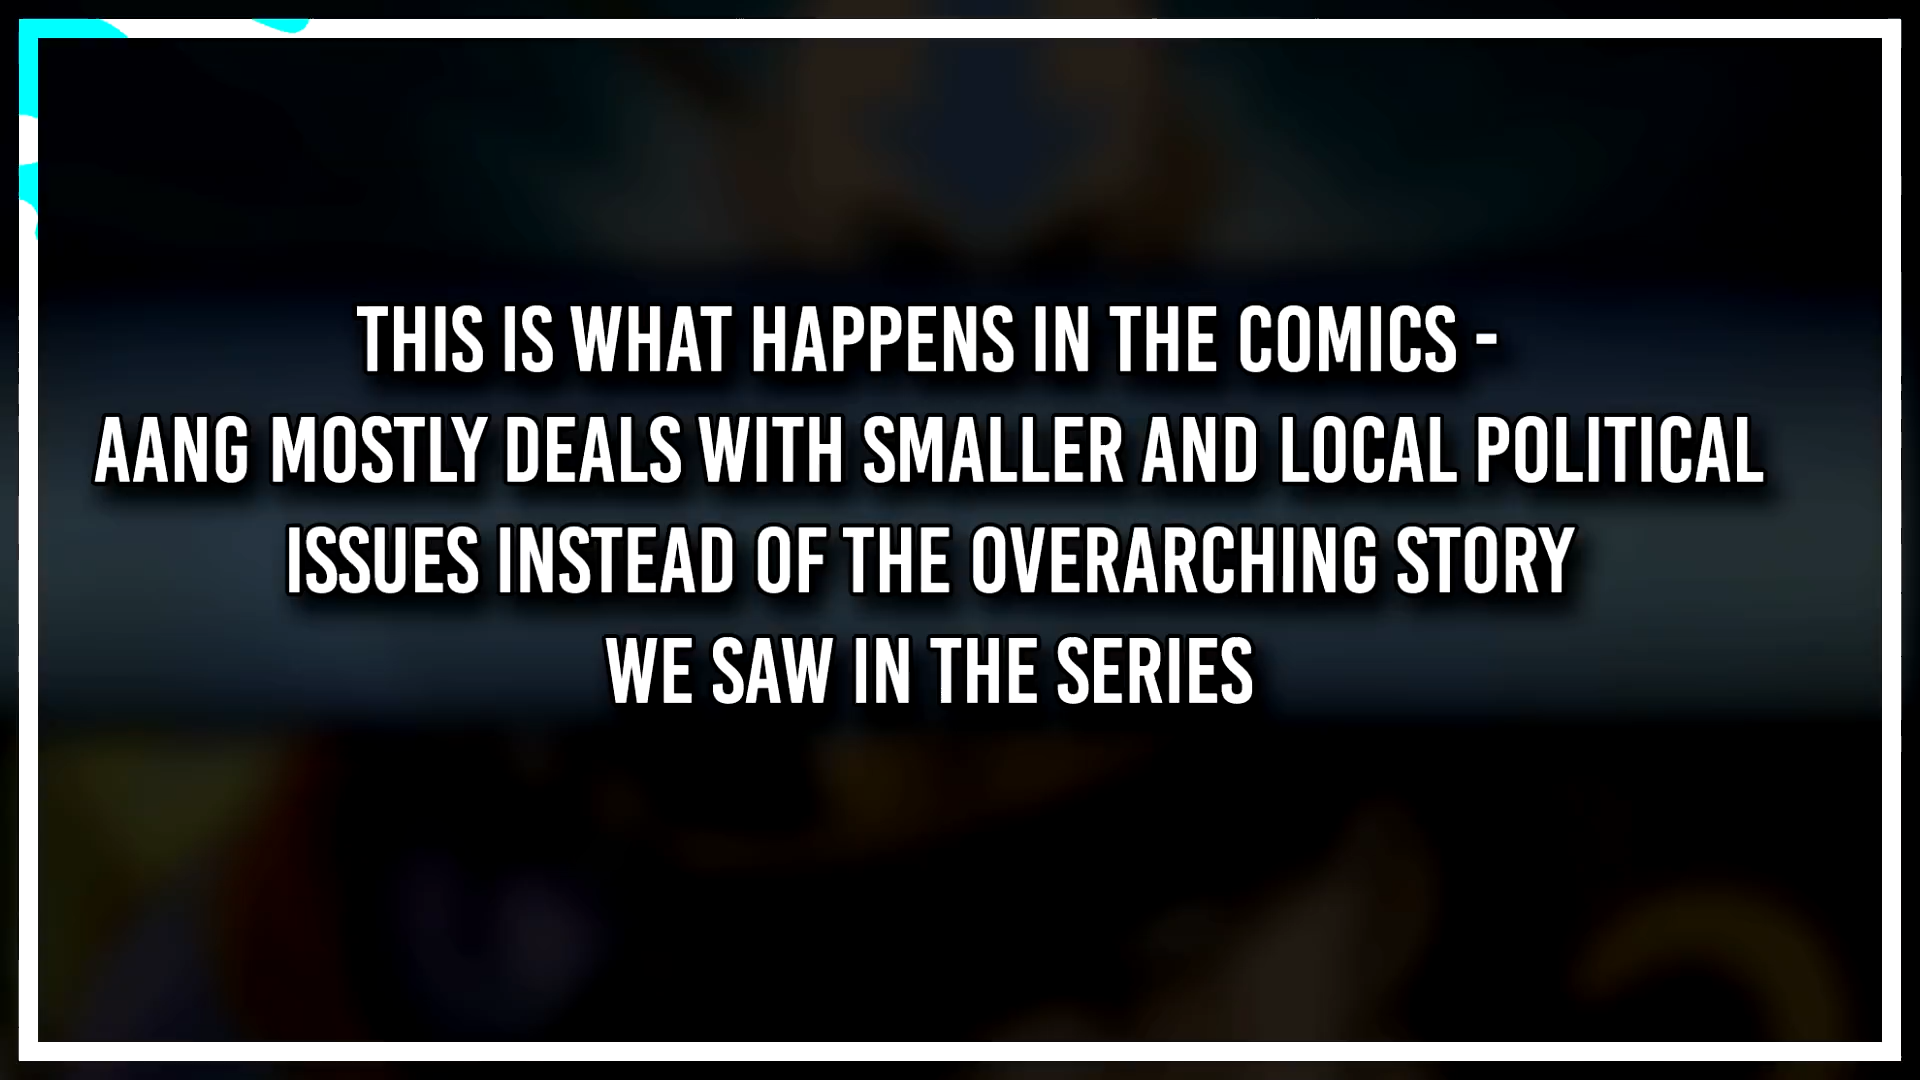 THIS IS WHAT HAPPENS IN THE COMICS -
AANG MOSTLY DEALS WITH SMALLER AND LOCAL POLITICAL
ISSUES INSTEAD OF THE OVERARCHING STORY
WE SAW IN THE SERIES